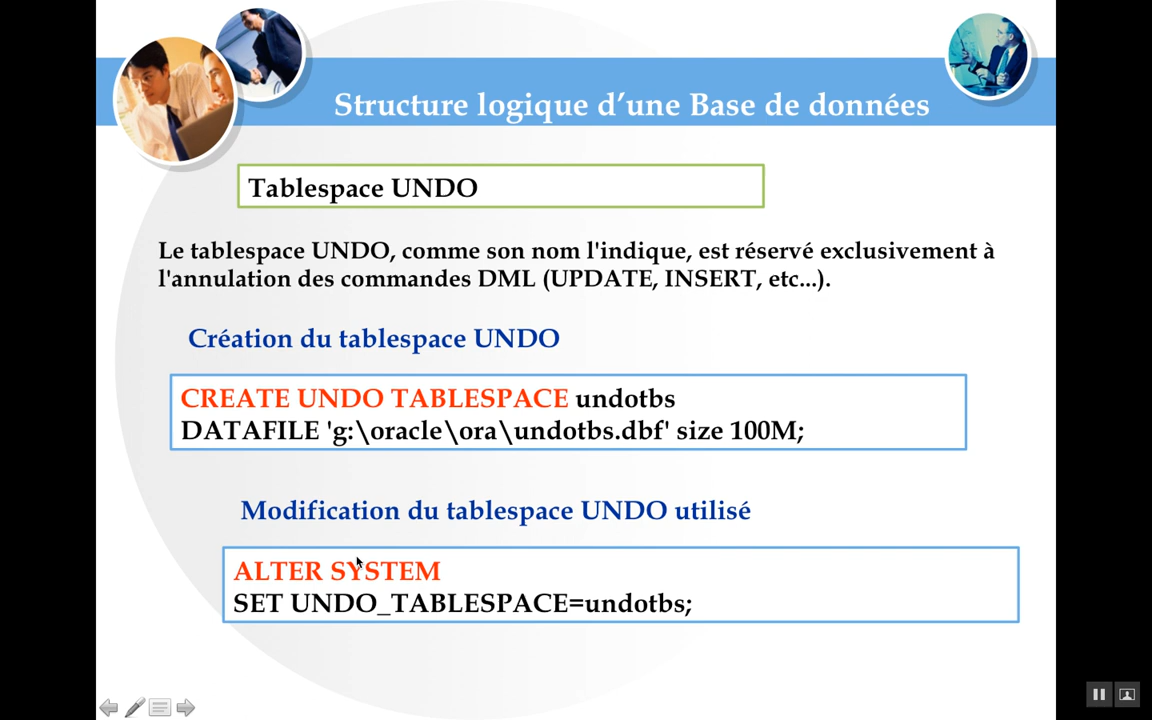 Structure logique d’une Base de données
Tablespace UNDO
Le tablespace UNDO, comme son nom l'indique, est réservé exclusivement à
l'annulation des commandes DML (UPDATE, INSERT, etc...).
Création du tablespace UNDO
CREATE UNDO TABLESPACE undotbs
DATAFILE 'g:\oracle\ora\undotbs.dbf' size 100M;
Modification du tablespace UNDO utilisé
ALTER SYSTEM
SET UNDO_TABLESPACE=undotbs;